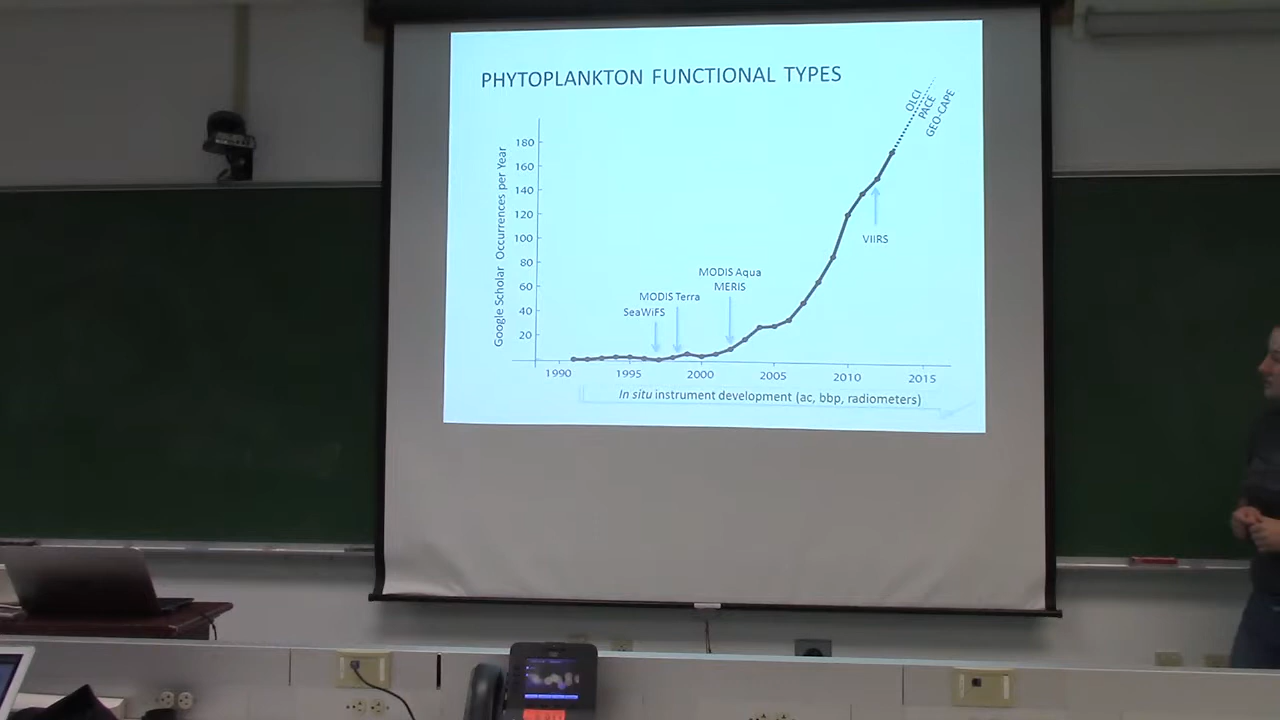 PHYTOPLANKTON FUNCTIONAL TYPES
OLCI
PACE
GEO-CAPE
Google Scholar Occurrences per Year
180
160
140
120
100
80
60
40
20
VIIRS
MODIS Aqua
MERIS
MODIS Terra
SeaWiFS
1990 1995 2000 2005 2010 2015
In situ instrument development (ac, bbp, radiometers)